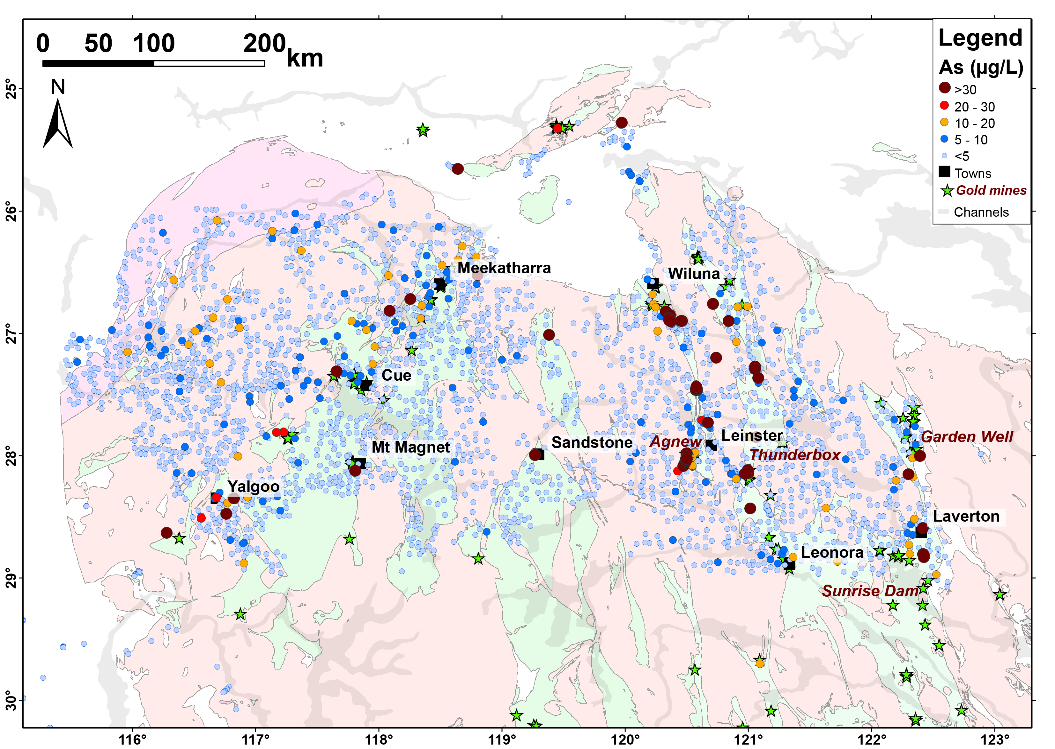 0 50 100 200 km
N
Legend
As (µg/L)
>30
20 - 30
10 - 20
5 - 10
<5
Towns
Gold mines
Channels
25°
26°
27°
28°
29°
30°
Meekatharra
Wiluna
Cue
Mt Magnet
Sandstone
Agnew
Leinster
Thunderbox
Garden Well
Yalgoo
Laverton
Leonora
Sunrise Dam
116° 117° 118° 119° 120° 121° 122° 123°